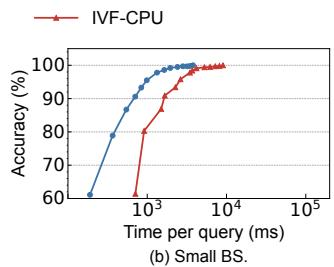 IVF-CPU
Accuracy (%)
100
90
80
70
60
10³ 10⁴ 10⁵
Time per query (ms)
(b) Small BS.